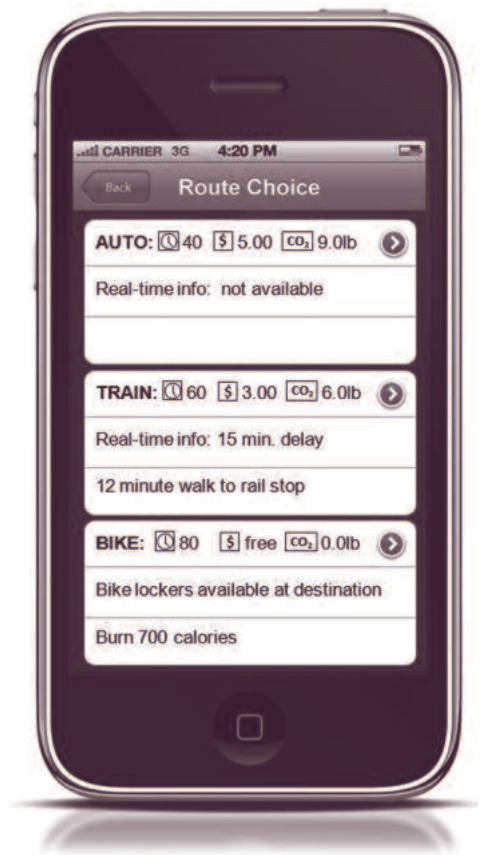 CARRIER 3G 4:20 PM
Back Route Choice
AUTO: 40 $ 5.00 CO₂ 9.0lb
Real-time info: not available
TRAIN: 60 $ 3.00 CO₂ 6.0lb
Real-time info: 15 min. delay
12 minute walk to rail stop
BIKE: 80 $ free CO₂ 0.0lb
Bike lockers available at destination
Burn 700 calories